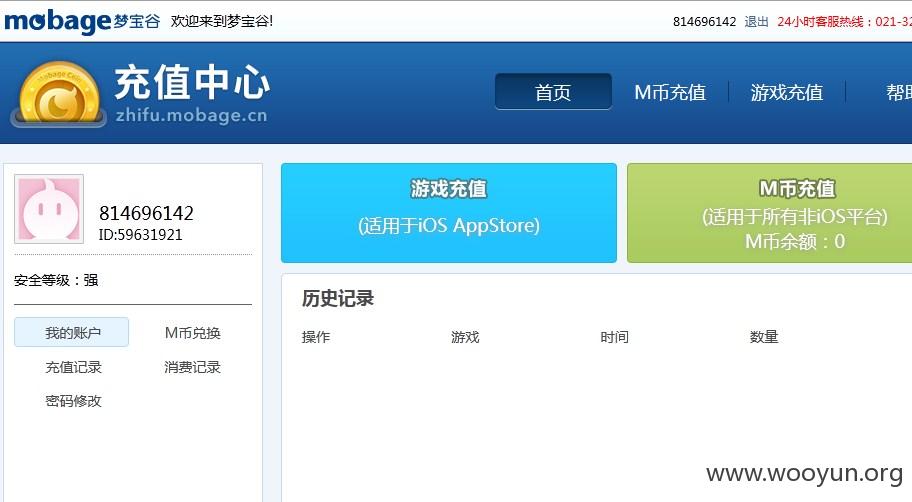 mobage梦宝谷 欢迎来到梦宝谷! 814696142 退出 24小时客服热线：021-32
Mobage Coin
充值中心
zhifu.mobage.cn
首页 M币充值 游戏充值 帮助
814696142
ID:59631921
安全等级：强
我的账户 M币兑换
充值记录 消费记录
密码修改
游戏充值
(适用于iOS AppStore)
M币充值
(适用于所有非iOS平台)
M币余额：0
历史记录
操作 游戏 时间 数量
www.wooyun.org